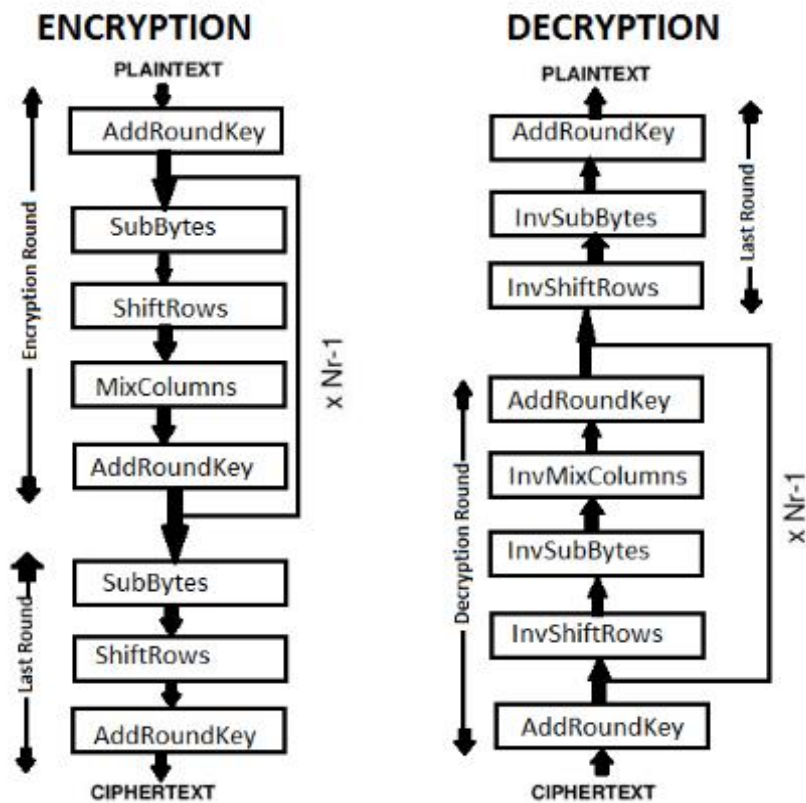 ENCRYPTION
PLAINTEXT
AddRoundKey
SubBytes
ShiftRows
MixColumns
AddRoundKey
SubBytes
ShiftRows
AddRoundKey
CIPHERTEXT
Encryption Round
Last Round
x Nr-1
DECRYPTION
PLAINTEXT
AddRoundKey
InvSubBytes
InvShiftRows
AddRoundKey
InvMixColumns
InvSubBytes
InvShiftRows
AddRoundKey
CIPHERTEXT
Last Round
Decryption Round
x Nr-1